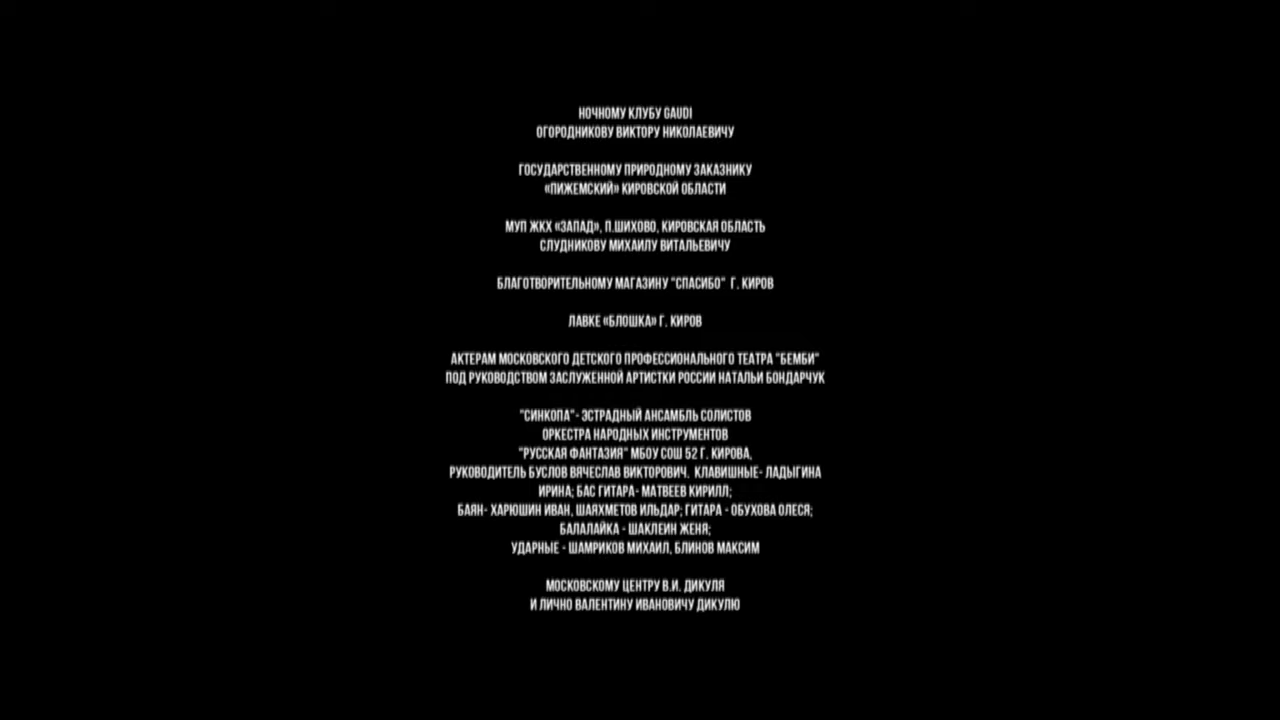 НОЧНОМУ КЛУБУ GAUDI
ОГОРОДНИКОВУ ВИКТОРУ НИКОЛАЕВИЧУ
ГОСУДАРСТВЕННОМУ ПРИРОДНОМУ ЗАКАЗНИКУ
«ПИЖЕМСКИЙ» КИРОВСКОЙ ОБЛАСТИ
МУП ЖКХ «ЗАПАД», П.ШИХОВО, КИРОВСКАЯ ОБЛАСТЬ
СЛУДНИКОВУ МИХАИЛУ ВИТАЛЬЕВИЧУ
БЛАГОТВОРИТЕЛЬНОМУ МАГАЗИНУ "СПАСИБО" Г. КИРОВ
ЛАВКЕ «БЛОШКА» Г. КИРОВ
АКТЕРАМ МОСКОВСКОГО ДЕТСКОГО ПРОФЕССИОНАЛЬНОГО ТЕАТРА "БЕМБИ"
ПОД РУКОВОДСТВОМ ЗАСЛУЖЕННОЙ АРТИСТКИ РОССИИ НАТАЛЬИ БОНДАРЧУК
"СИНКОПА"- ЭСТРАДНЫЙ АНСАМБЛЬ СОЛИСТОВ
ОРКЕСТРА НАРОДНЫХ ИНСТРУМЕНТОВ
"РУССКАЯ ФАНТАЗИЯ" МБОУ СОШ 52 Г. КИРОВА,
РУКОВОДИТЕЛЬ БУСЛОВ ВЯЧЕСЛАВ ВИКТОРОВИЧ, КЛАВИШНЫЕ- ЛАДЫГИНА
ИРИНА; БАС ГИТАРА- МАТВЕЕВ КИРИЛЛ;
БАЯН- ХАРЮШИН ИВАН, ШАЯХМЕТОВ ИЛЬДАР; ГИТАРА - ОБУХОВА ОЛЕСЯ;
БАЛАЛАЙКА - ШАКЛЕИН ЖЕНЯ;
УДАРНЫЕ - ШАМРИКОВ МИХАИЛ, БЛИНОВ МАКСИМ
МОСКОВСКОМУ ЦЕНТРУ В.И. ДИКУЛЯ
И ЛИЧНО ВАЛЕНТИНУ ИВАНОВИЧУ ДИКУЛЮ